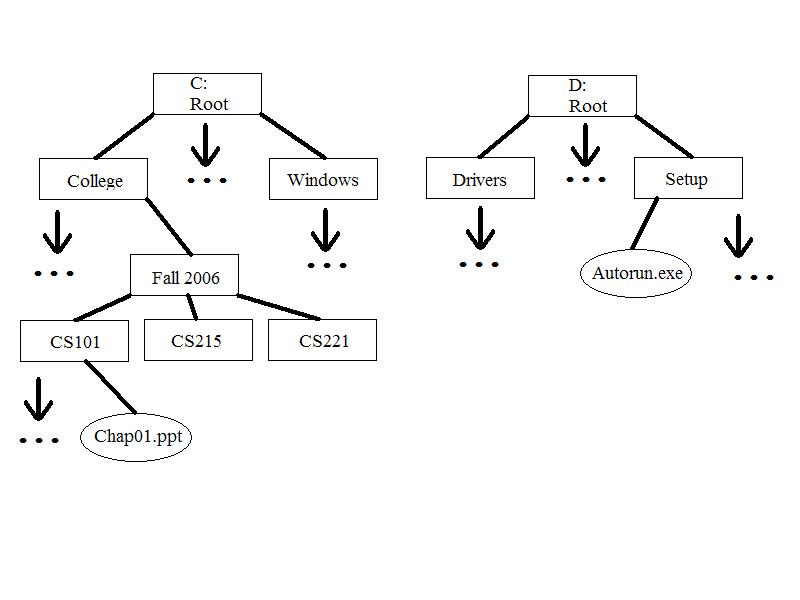 C:
Root
D:
Root
College
...
Windows
Drivers
...
Setup
...
Fall 2006
...
...
Autorun.exe
...
CS101
CS215
CS221
...
Chap01.ppt